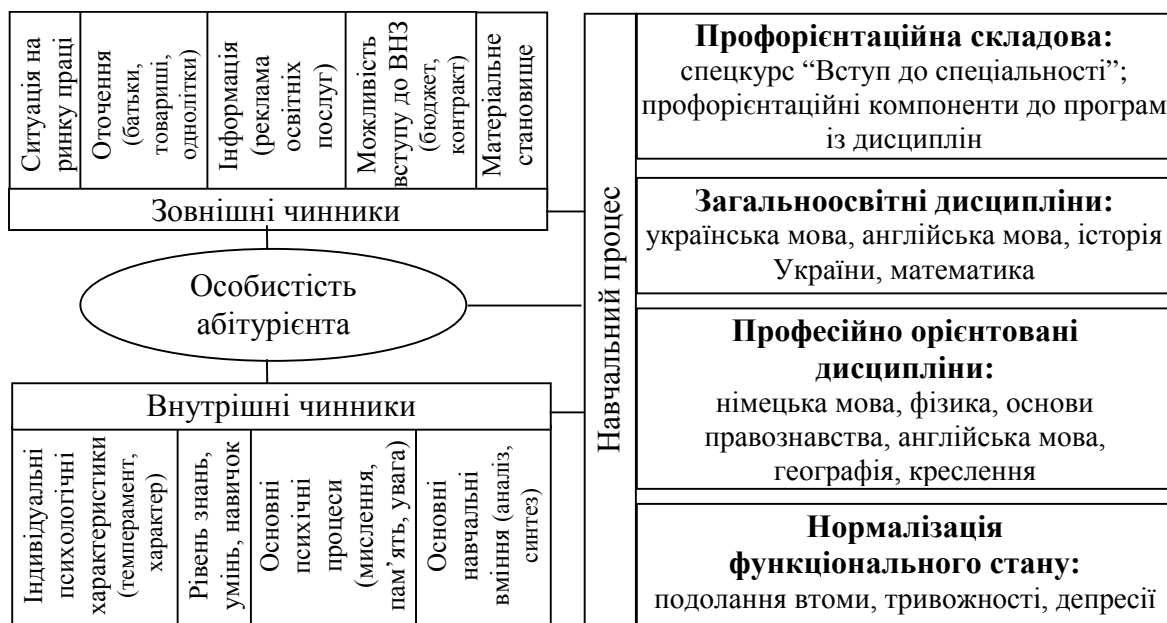 Ситуація на
ринку праці
Оточення
(батьки,
товариші,
однолітки)
Інформація
(реклама
освітніх
послуг)
Можливість
вступу до ВНЗ
(бюджет,
контракт)
Матеріальне
становище
Зовнішні чинники
Особистість
абітурієнта
Внутрішні чинники
Індивідуальні
психологічні
характеристики
(темперамент,
характер)
Рівень знань,
умінь, навичок
Основні
психічні
процеси
(мислення,
пам’ять, увага)
Основні
навчальні
вміння (аналіз,
синтез)
Навчальний процес
Профорієнтаційна складова:
спецкурс “Вступ до спеціальності”;
профорієнтаційні компоненти до програм
із дисциплін
Загальноосвітні дисципліни:
українська мова, англійська мова, історія
України, математика
Професійно орієнтовані
дисципліни:
німецька мова, фізика, основи
правознавства, англійська мова,
географія, креслення
Нормалізація
функціонального стану:
подолання втоми, тривожності, депресії